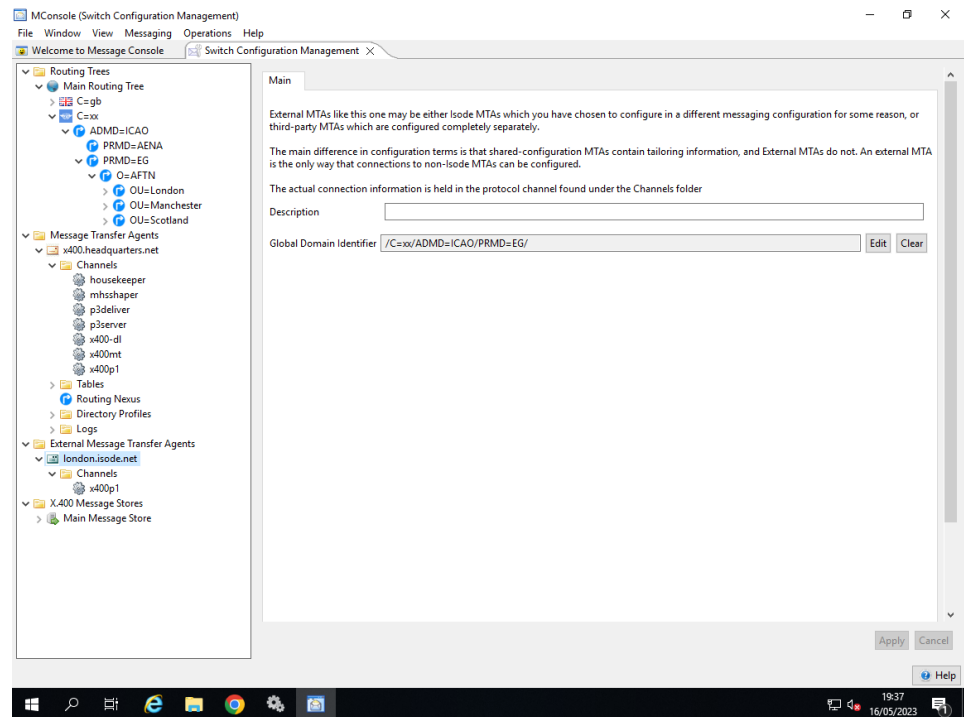 MConsole (Switch Configuration Management)
File Window View Messaging Operations Help
Welcome to Message Console
Switch Configuration Management
Routing Trees
Main Routing Tree
C=gb
C=xx
ADMD=ICAO
PRMD=AENA
PRMD=EG
O=AFTN
OU=London
OU=Manchester
OU=Scotland
Message Transfer Agents
x400.headquarters.net
Channels
housekeeper
mhsshaper
p3deliver
p3server
x400-dl
x400mt
x400p1
Tables
Routing Nexus
Directory Profiles
Logs
External Message Transfer Agents
london.isode.net
Channels
x400p1
X.400 Message Stores
Main Message Store
Main
External MTAs like this one may be either Isode MTAs which you have chosen to configure in a different messaging configuration for some reason, or
third-party MTAs which are configured completely separately.
The main difference in configuration terms is that shared-configuration MTAs contain tailoring information, and External MTAs do not. An external MTA
is the only way that connections to non-Isode MTAs can be configured.
The actual connection information is held in the protocol channel found under the Channels folder
Description
Global Domain Identifier /C=xx/ADMD=ICAO/PRMD=EG/ Edit Clear
Apply Cancel
Help
19:37
16/05/2023
1